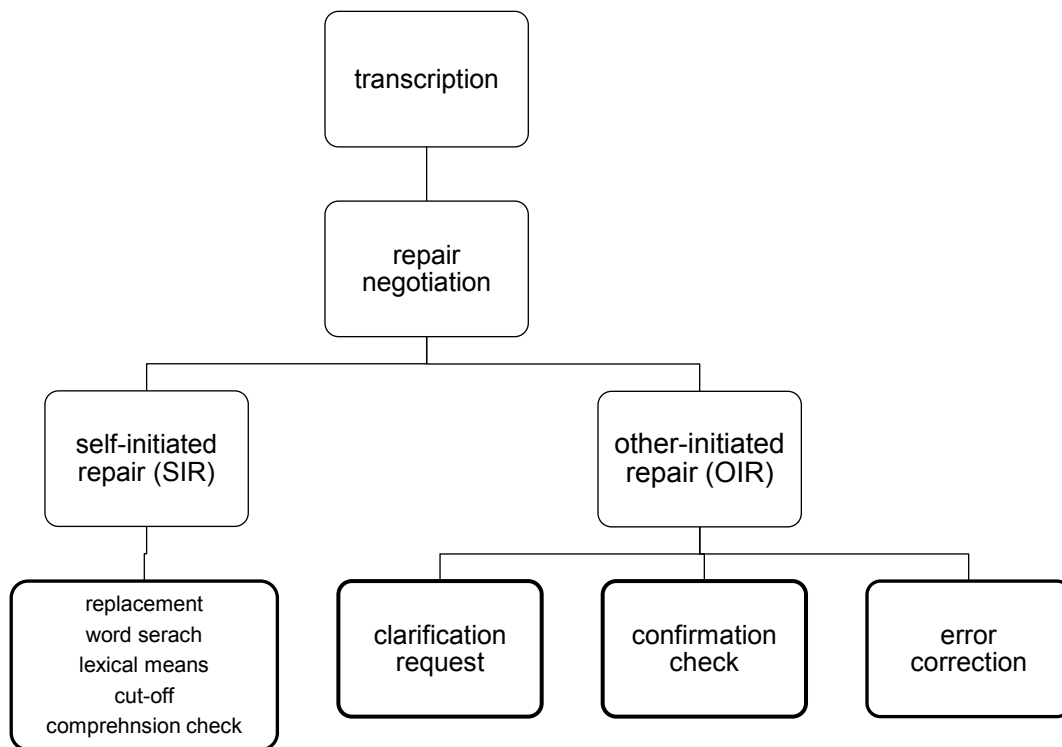 transcription
repair
negotiation
self-initiated
repair (SIR)
other-initiated
repair (OIR)
replacement
word serach
lexical means
cut-off
comprehnsion check
clarification
request
confirmation
check
error
correction